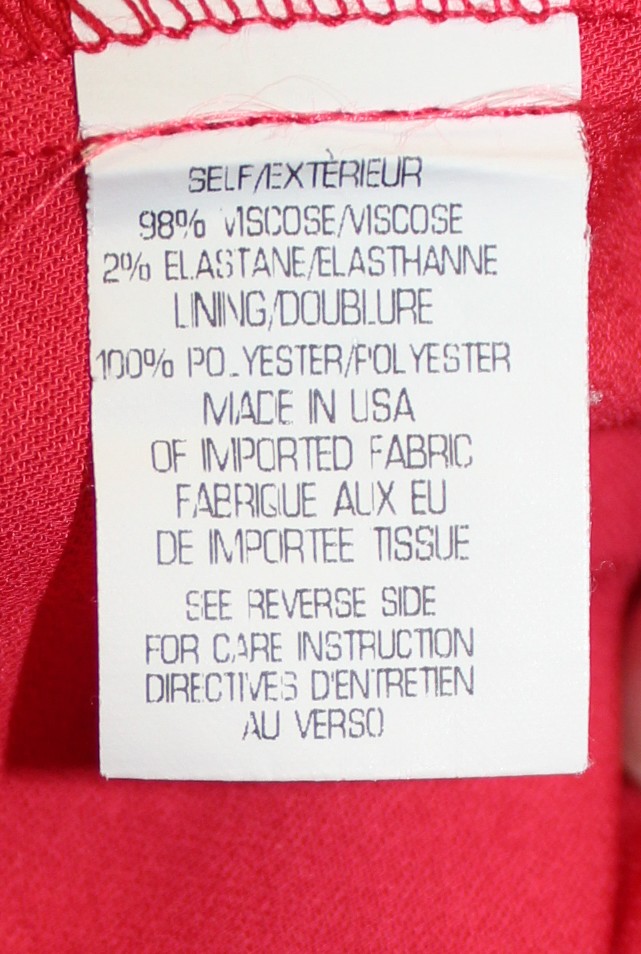 SELF/EXTÈRIEUR
98% VISCOSE/VISCOSE
2% ELASTANE/ELASTHANNE
LINING/DOUBLURE
100% POLYESTER/POLYESTER
MADE IN USA
OF IMPORTED FABRIC
FABRIQUE AUX EU
DE IMPORTEE TISSUE
SEE REVERSE SIDE
FOR CARE INSTRUCTION
DIRECTIVES D'ENTRETIEN
AU VERSO